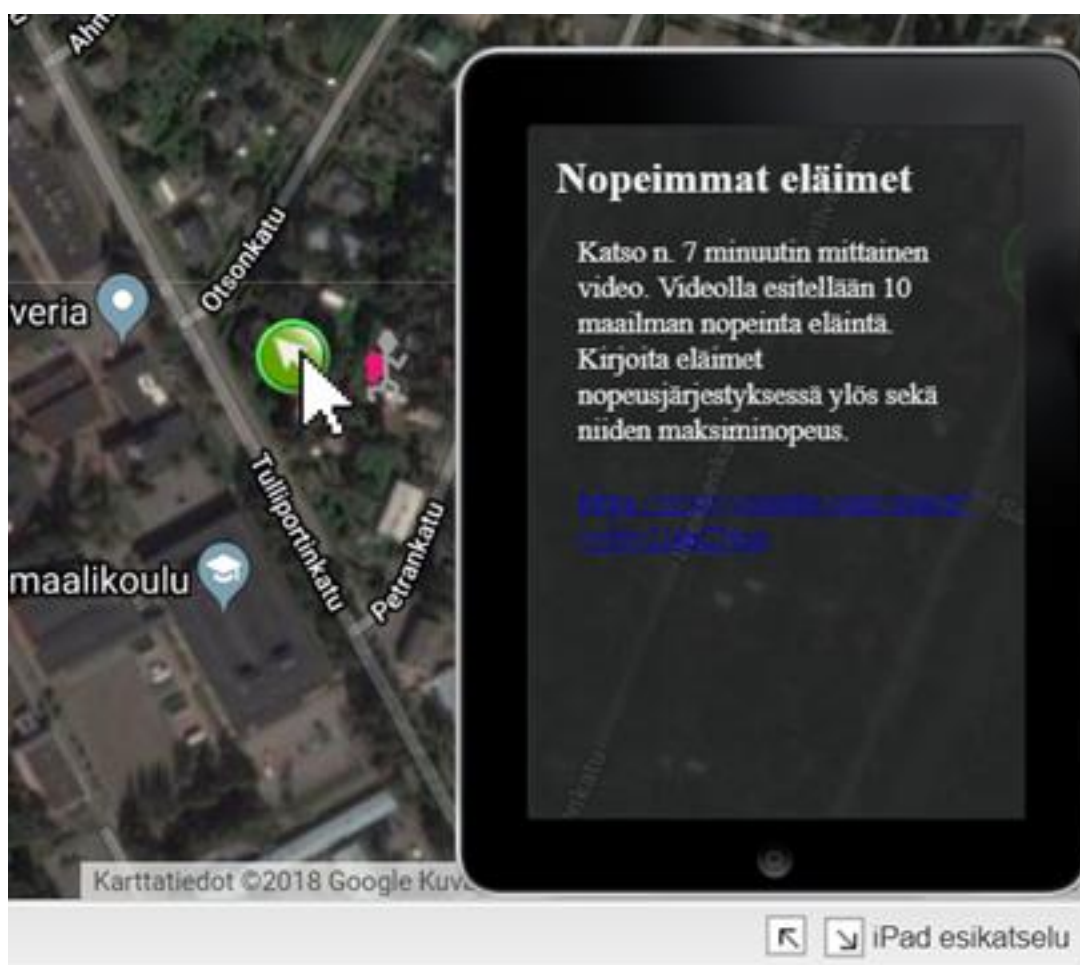 Ahm
Otsonkatu
veria
Tulliportinkatu
Petrankatu
maalikoulu
Karttatiedot ©2018 Google Kuva
Nopeimmat eläimet
Katso n. 7 minuutin mittainen
video. Videolla esitellään 10
maailman nopeinta eläintä.
Kirjoita eläimet
nopeusjärjestyksessä ylös sekä
niiden maksiminopeus.
iPad esikatselu